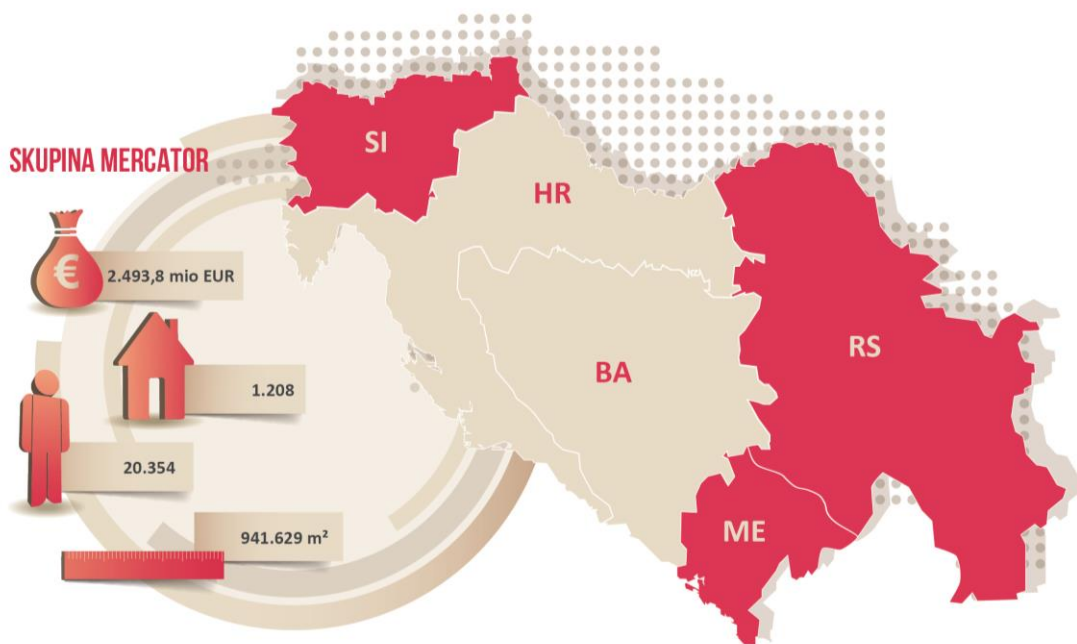 SKUPINA MERCATOR
€
2.493,8 mio EUR
1.208
20.354
941.629 m²
SI
HR
BA
RS
ME